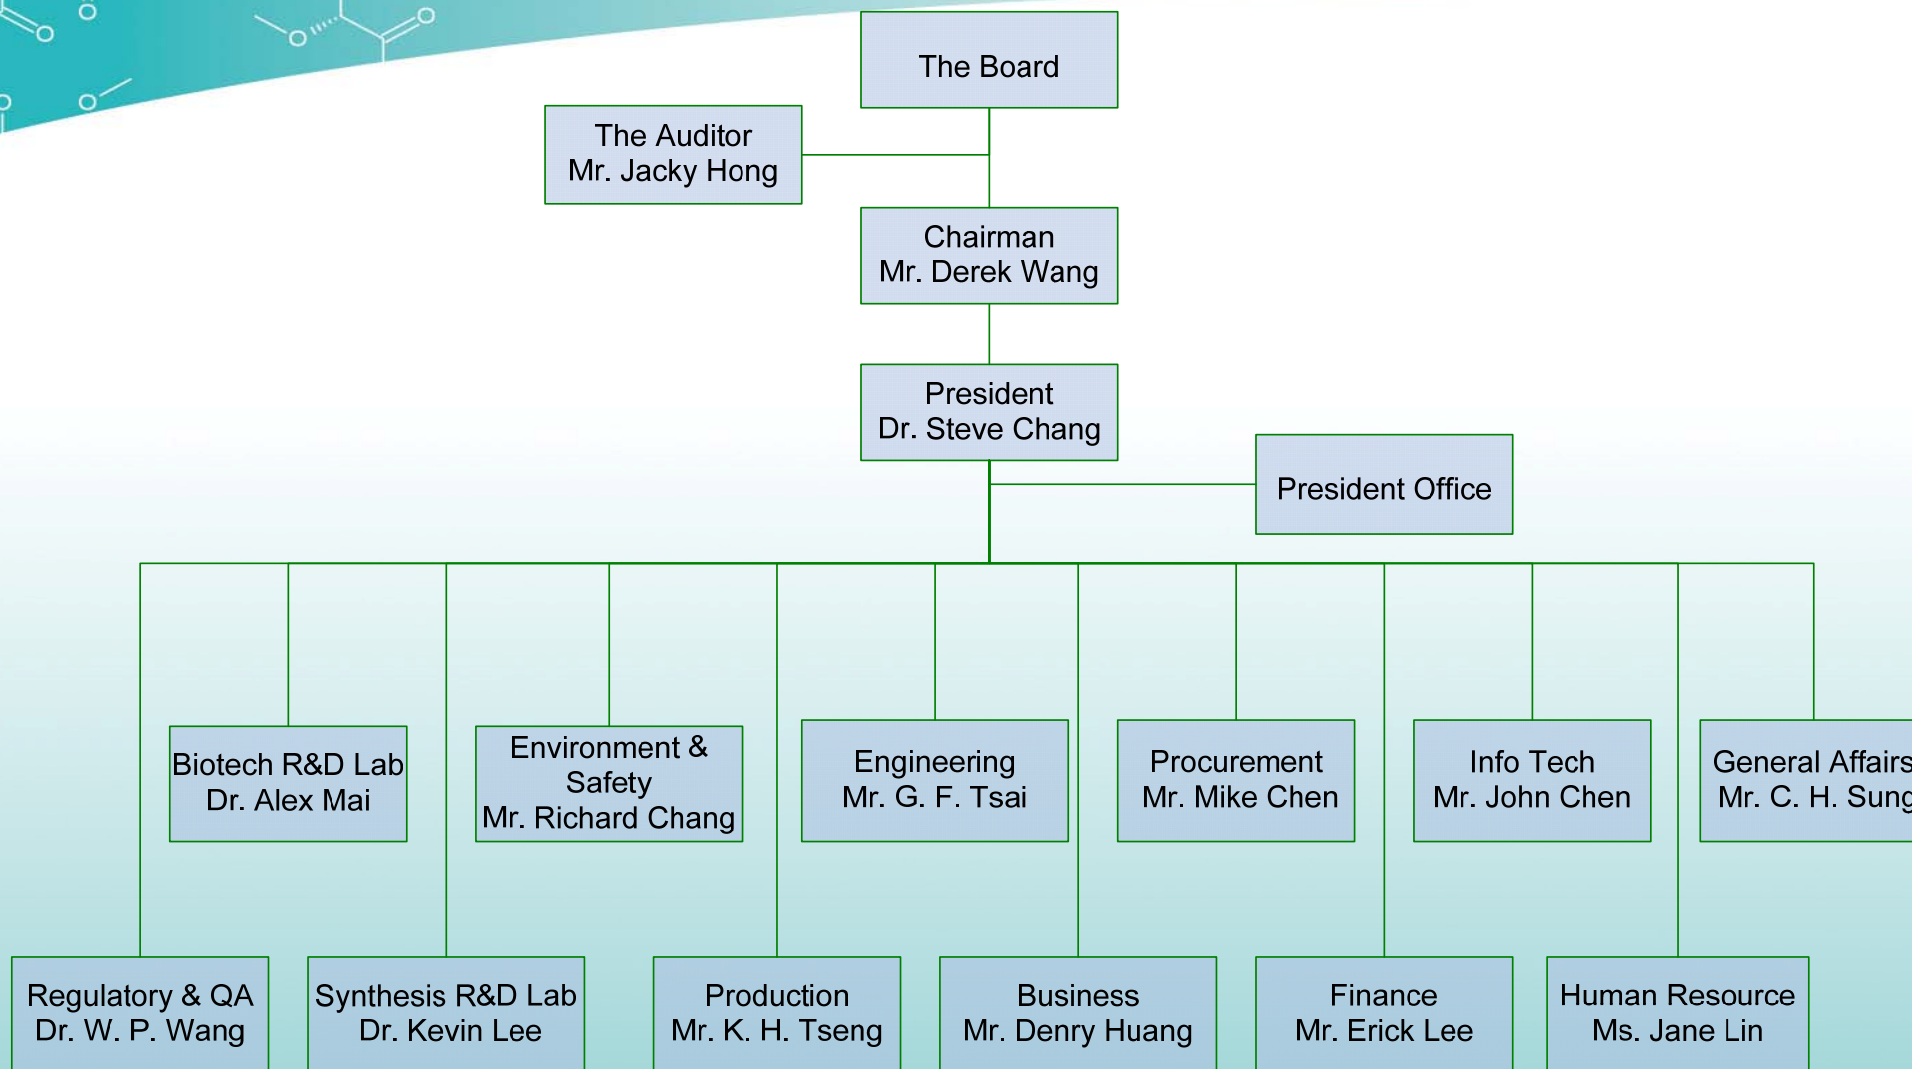 The Board
The Auditor
Mr. Jacky Hong
Chairman
Mr. Derek Wang
President
Dr. Steve Chang
President Office
Biotech R&D Lab
Dr. Alex Mai
Environment &
Safety
Mr. Richard Chang
Engineering
Mr. G. F. Tsai
Procurement
Mr. Mike Chen
Info Tech
Mr. John Chen
General Affairs
Mr. C. H. Sung
Regulatory & QA
Dr. W. P. Wang
Synthesis R&D Lab
Dr. Kevin Lee
Production
Mr. K. H. Tseng
Business
Mr. Denry Huang
Finance
Mr. Erick Lee
Human Resource
Ms. Jane Lin
O
O
O
O
O
O